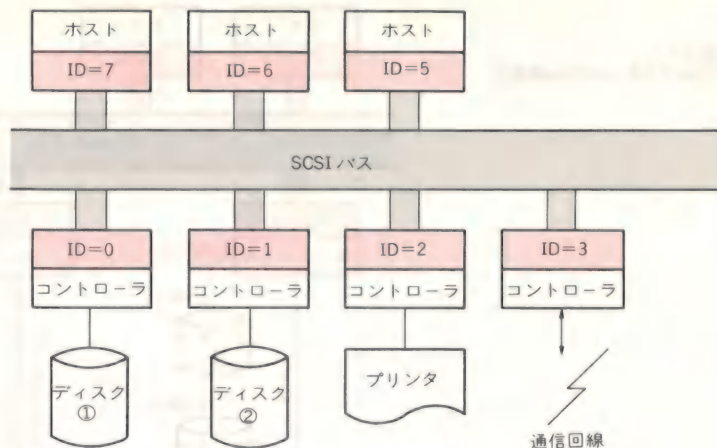 ホスト ホスト ホスト
ID=7 ID=6 ID=5
SCSIバス
ID=0 ID=1 ID=2 ID=3
コントローラ コントローラ コントローラ コントローラ
ディスク ディスク プリンタ
① ②
通信回線